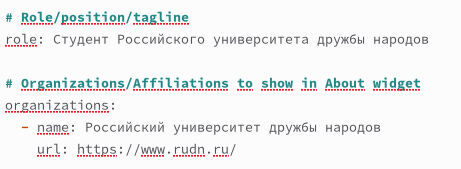 # Role/position/tagline
role: Студент Российского университета дружбы народов
# Organizations/Affiliations to show in About widget
organizations:
- name: Российский университет дружбы народов
url: https://www.rudn.ru/